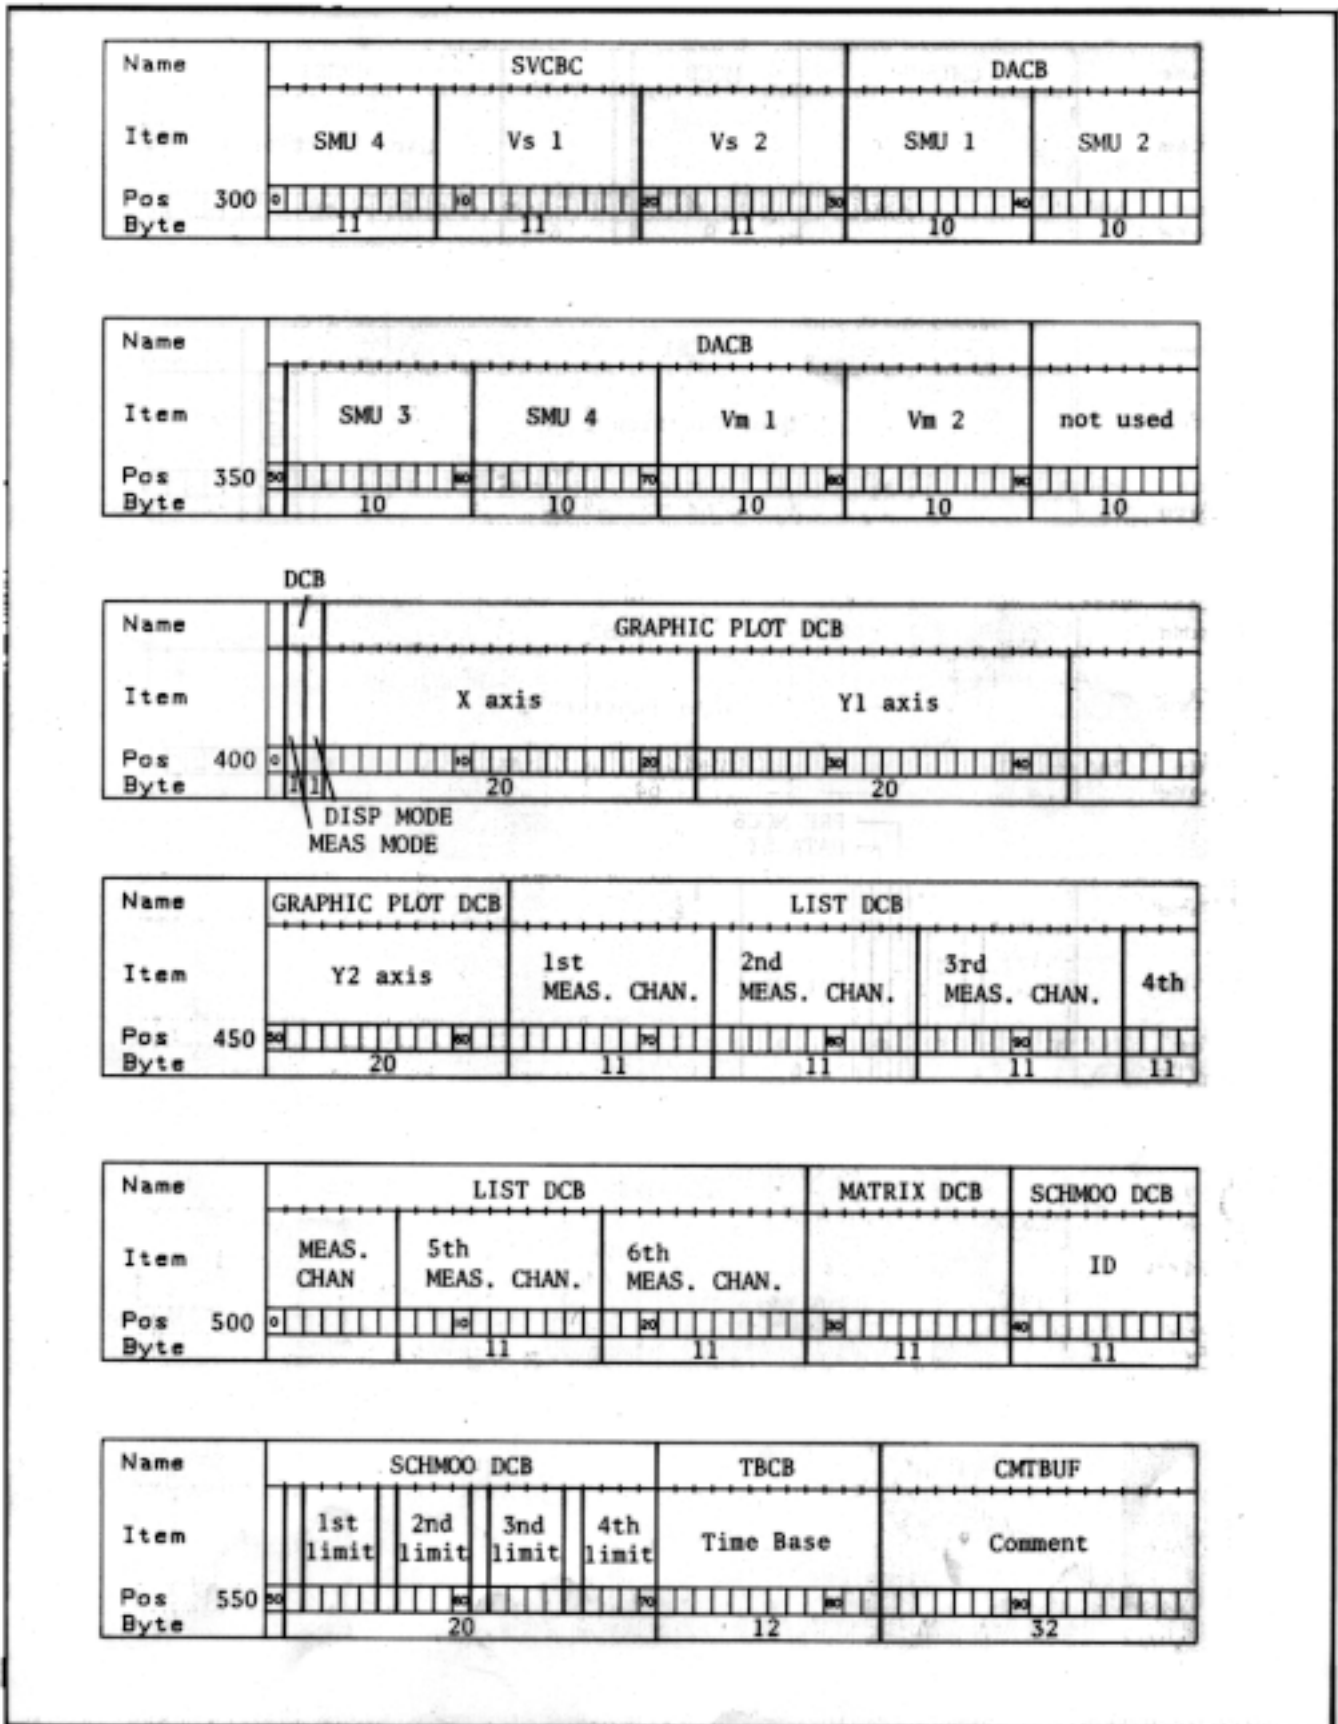 Name SVCBC DACB
Item SMU 4 Vs 1 Vs 2 SMU 1 SMU 2
Pos 300 0 10 20 30 40
Byte 11 11 11 10 10
Name DACB
Item SMU 3 SMU 4 Vm 1 Vm 2 not used
Pos 350 50 60 70 80 90
Byte 10 10 10 10 10
DCB
Name GRAPHIC PLOT DCB
Item X axis Y1 axis
Pos 400 0 10 20 30 40
Byte 1 1 20 20
DISP MODE
MEAS MODE
Name GRAPHIC PLOT DCB LIST DCB
Item Y2 axis 1st MEAS. CHAN. 2nd MEAS. CHAN. 3rd MEAS. CHAN. 4th
Pos 450 50 60 70 80 90
Byte 20 11 11 11 11
Name LIST DCB MATRIX DCB SCHMOO DCB
Item MEAS. CHAN 5th MEAS. CHAN. 6th MEAS. CHAN. ID
Pos 500 0 10 20 30 40
Byte 11 11 11 11
Name SCHMOO DCB TBCB CMTBUF
Item 1st limit 2nd limit 3nd limit 4th limit Time Base Comment
Pos 550 50 60 70 80 90
Byte 20 12 32